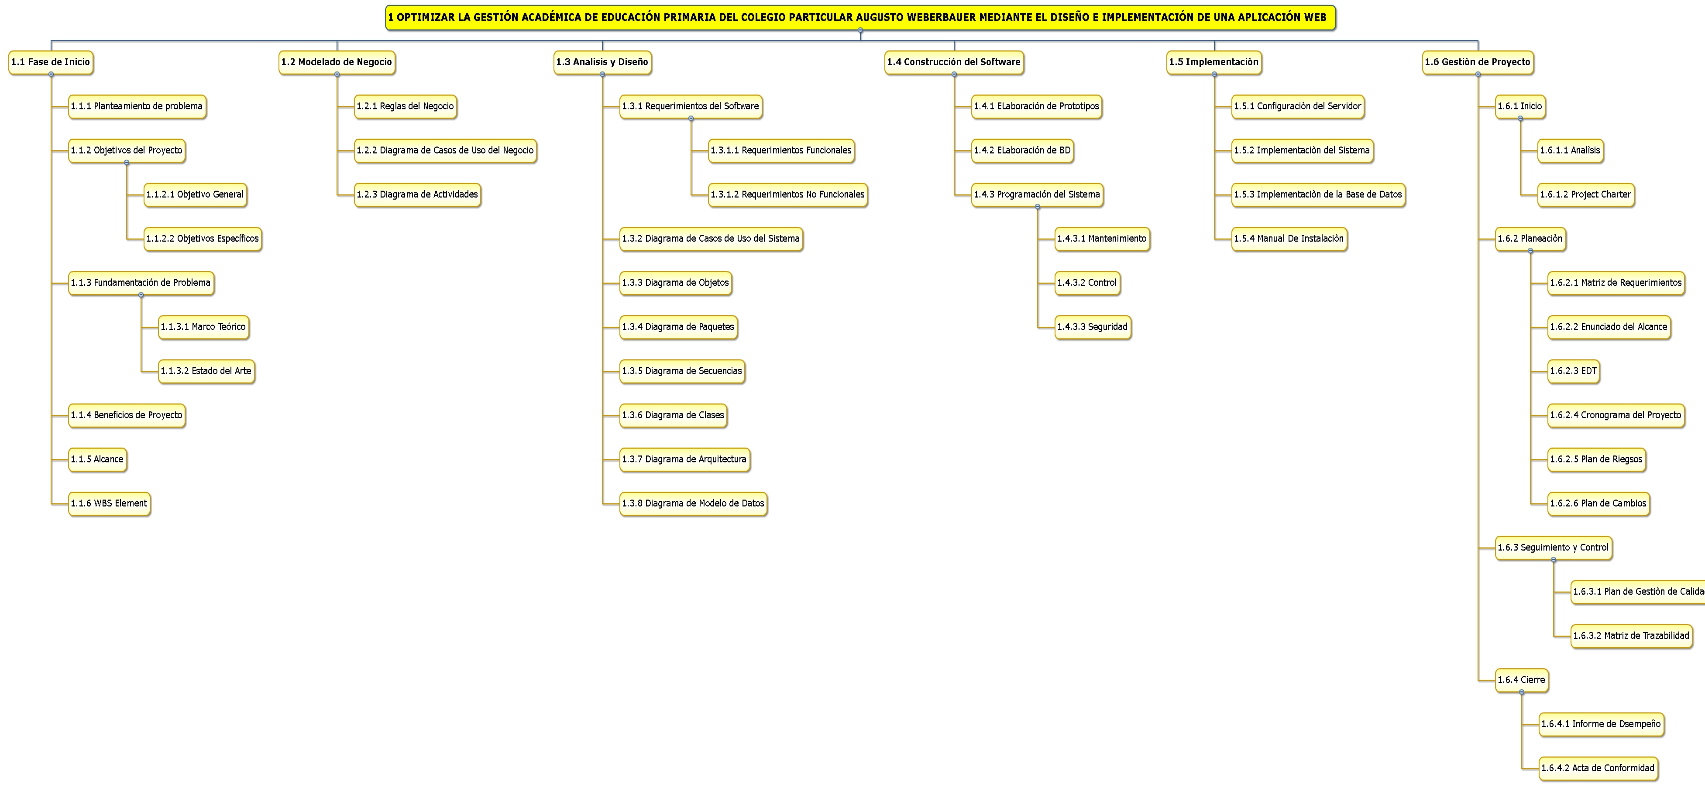 1 OPTIMIZAR LA GESTIÓN ACADÉMICA DE EDUCACIÓN PRIMARIA DEL COLEGIO PARTICULAR AUGUSTO WEBERBAUER MEDIANTE EL DISEÑO E IMPLEMENTACIÓN DE UNA APLICACIÓN WEB
1.1 Fase de Inicio
1.1.1 Planteamiento de problema
1.1.2 Objetivos del Proyecto
1.1.2.1 Objetivo General
1.1.2.2 Objetivos Específicos
1.1.3 Fundamentación de Problema
1.1.3.1 Marco Teórico
1.1.3.2 Estado del Arte
1.1.4 Beneficios de Proyecto
1.1.5 Alcance
1.1.6 WBS Element
1.2 Modelado de Negocio
1.2.1 Reglas del Negocio
1.2.2 Diagrama de Casos de Uso del Negocio
1.2.3 Diagrama de Actividades
1.3 Analisis y Diseño
1.3.1 Requerimientos del Software
1.3.1.1 Requerimientos Funcionales
1.3.1.2 Requerimientos No Funcionales
1.3.2 Diagrama de Casos de Uso del Sistema
1.3.3 Diagrama de Objetos
1.3.4 Diagrama de Paquetes
1.3.5 Diagrama de Secuencias
1.3.6 Diagrama de Clases
1.3.7 Diagrama de Arquitectura
1.3.8 Diagrama de Modelo de Datos
1.4 Construcción del Software
1.4.1 ELaboración de Prototipos
1.4.2 ELaboración de BD
1.4.3 Programación del Sistema
1.4.3.1 Mantenimiento
1.4.3.2 Control
1.4.3.3 Seguridad
1.5 Implementación
1.5.1 Configuración del Servidor
1.5.2 Implementación del Sistema
1.5.3 Implementación de la Base de Datos
1.5.4 Manual De Instalación
1.6 Gestión de Proyecto
1.6.1 Inicio
1.6.1.1 Analísis
1.6.1.2 Project Charter
1.6.2 Planeación
1.6.2.1 Matriz de Requerimientos
1.6.2.2 Enunciado del Alcance
1.6.2.3 EDT
1.6.2.4 Cronograma del Proyecto
1.6.2.5 Plan de Riegsos
1.6.2.6 Plan de Cambios
1.6.3 Seguimiento y Control
1.6.3.1 Plan de Gestión de Calida
1.6.3.2 Matriz de Trazabilidad
1.6.4 Cierre
1.6.4.1 Informe de Dsempeño
1.6.4.2 Acta de Conformidad